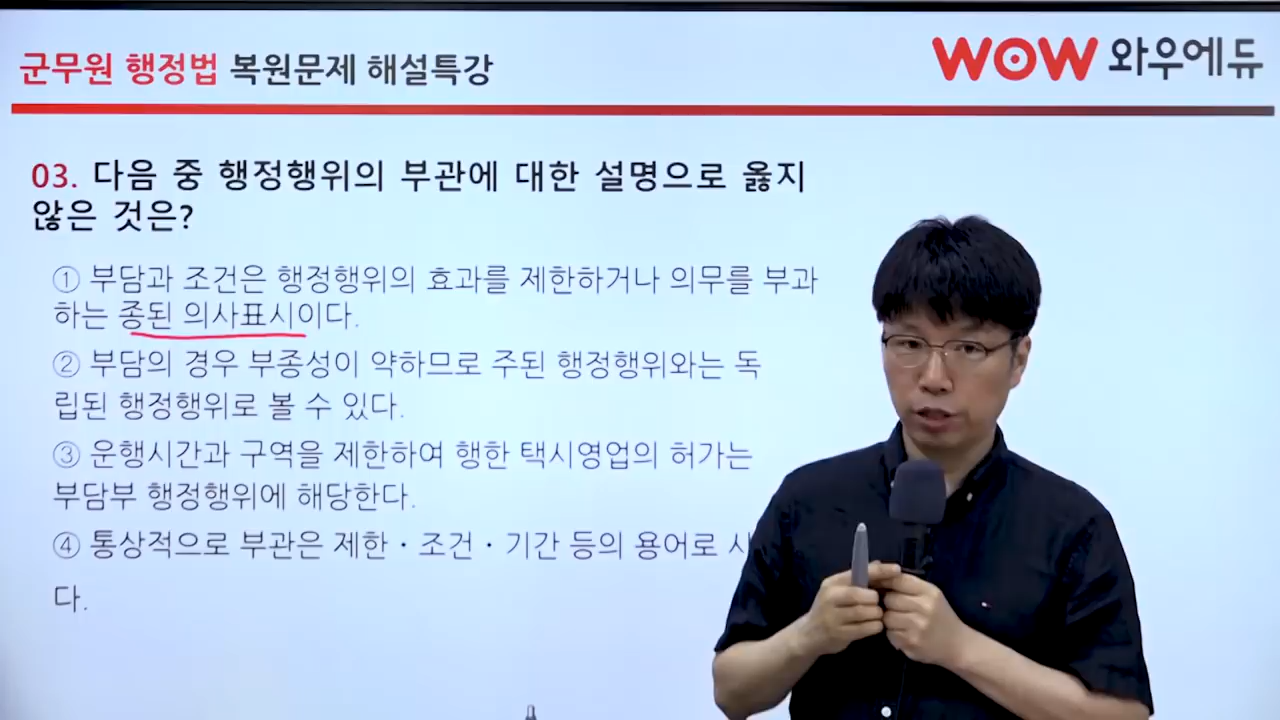 군무원 행정법 복원문제 해설특강
WOW 와우에듀
03. 다음 중 행정행위의 부관에 대한 설명으로 옳지
않은 것은?
① 부담과 조건은 행정행위의 효과를 제한하거나 의무를 부과
하는 종된 의사표시이다.
② 부담의 경우 부종성이 약하므로 주된 행정행위와는 독
립된 행정행위로 볼 수 있다.
③ 운행시간과 구역을 제한하여 행한 택시영업의 허가는
부담부 행정행위에 해당한다.
④ 통상적으로 부관은 제한·조건·기간 등의 용어로
다.